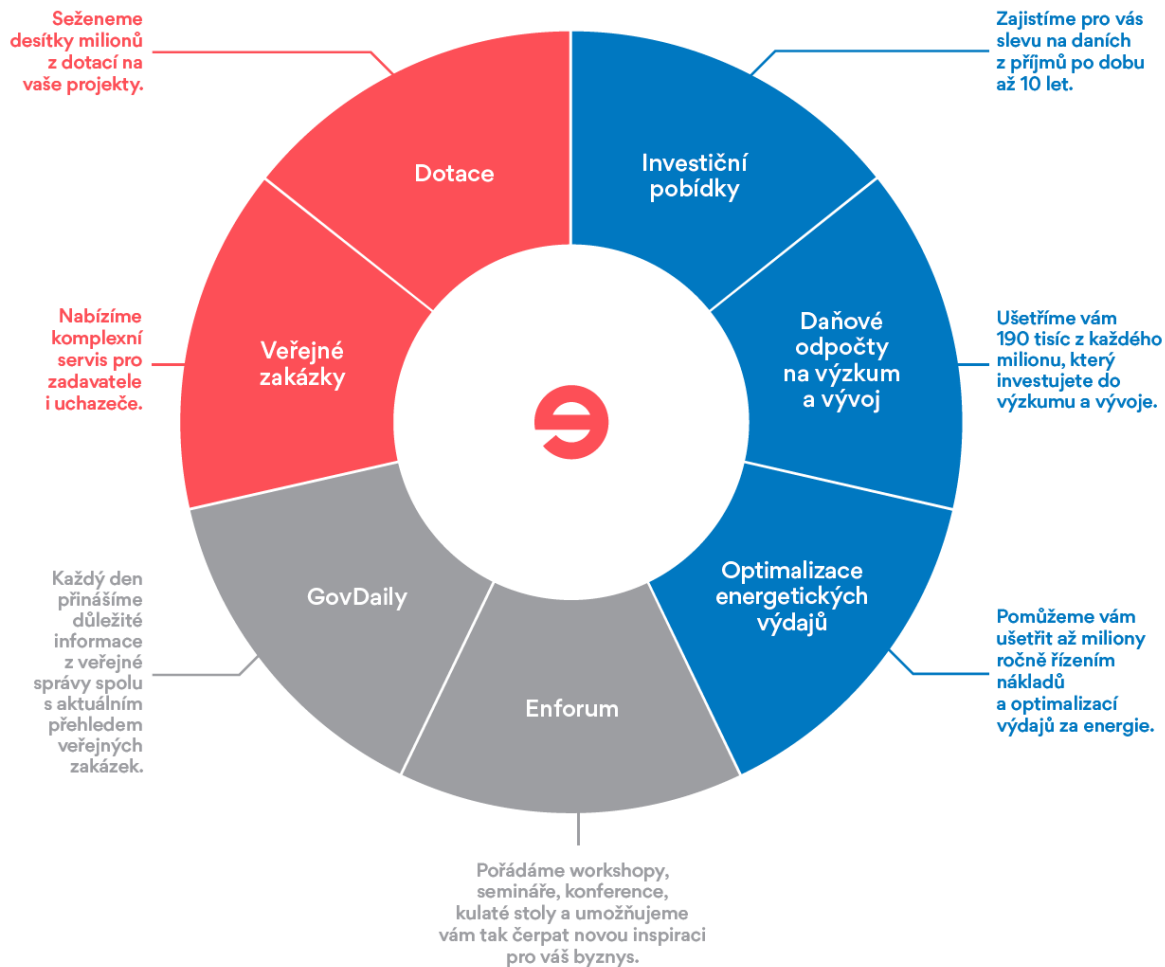 Seženeme
desítky milionů
z dotací na
vaše projekty.
Zajistíme pro vás
slevu na daních
z příjmů po dobu
až 10 let.
Dotace
Investiční
pobídky
Nabízíme
komplexní
servis pro
zadavatele
i uchazeče.
Veřejné
zakázky
Daňové
odpočty
na výzkum
a vývoj
Ušetříme vám
190 tisíc z každého
milionu, který
investujete do
výzkumu a vývoje.
Každý den
přinášíme
důležité
informace
z veřejné
správy spolu
s aktuálním
přehledem
veřejných
zakázek.
GovDaily
Optimalizace
energetických
výdajů
Pomůžeme vám
ušetřit až miliony
ročně řízením
nákladů
a optimalizací
výdajů za energie.
Enforum
Pořádáme workshopy,
semináře, konference,
kulaté stoly a umožňujeme
vám tak čerpat novou inspiraci
pro váš byznys.